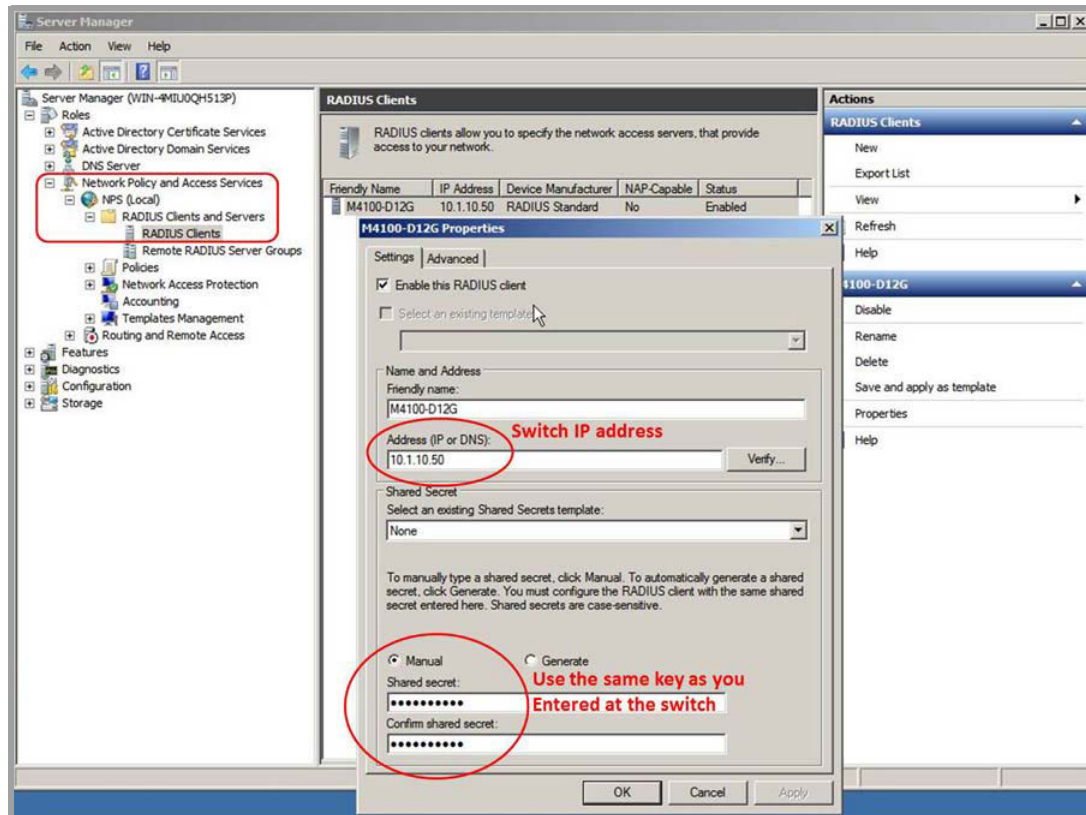 Server Manager
File Action View Help
Server Manager (WIN-4MIU0QH513P)
Roles
Active Directory Certificate Services
Active Directory Domain Services
DNS Server
Network Policy and Access Services
NPS (Local)
RADIUS Clients and Servers
RADIUS Clients
Remote RADIUS Server Groups
Policies
Network Access Protection
Accounting
Templates Management
Routing and Remote Access
Features
Diagnostics
Configuration
Storage
RADIUS Clients
RADIUS clients allow you to specify the network access servers, that provide
access to your network.
Friendly Name IP Address Device Manufacturer NAP-Capable Status
M4100-D12G 10.1.10.50 RADIUS Standard No Enabled
M4100-D12G Properties
Settings Advanced
Enable this RADIUS client
Select an existing template
Name and Address
Friendly name:
M4100-D12G
Address (IP or DNS):
Switch IP address
10.1.10.50
Verify...
Shared Secret
Select an existing Shared Secrets template:
None
To manually type a shared secret, click Manual. To automatically generate a shared
secret, click Generate. You must configure the RADIUS client with the same shared
secret entered here. Shared secrets are case-sensitive.
Manual Generate
Shared secret:
Use the same key as you
Entered at the switch
Confirm shared secret:
OK Cancel Apply
Actions
RADIUS Clients
New
Export List
View
Refresh
Help
4100-D12G
Disable
Rename
Delete
Save and apply as template
Properties
Help